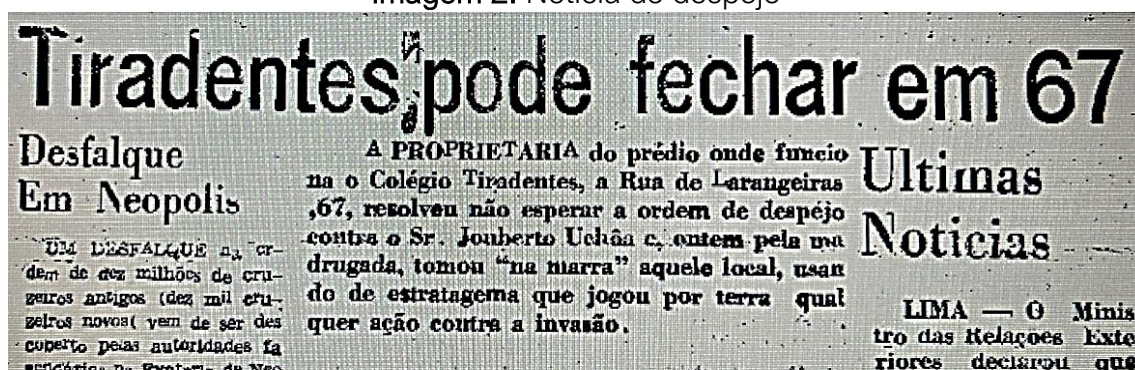 Imagem 2. Notícia do despejo
Tiradentes pode fechar em 67
Desfalque
Em Neopolis
UM DESFALQUE na or-
dem de dez milhões de cru-
zeiros antigos (dez mil cru-
zeiros novos( vem de ser des
coberto pelas autoridades fa
A PROPRIETARIA do prédio onde funcio
na o Colégio Tiradentes, a Rua de Larangeiras
,67, resolveu não esperar a ordem de despéjo
contra o Sr. Jouberto Uchôa e, ontem pela ma
drugada, tomou "na marra" aquele local, usan
do de estratagema que jogou por terra qual
quer ação contra a invasão.
Ultimas
Noticias
LIMA — O Minis
tro das Relações Exte
riores declarou que